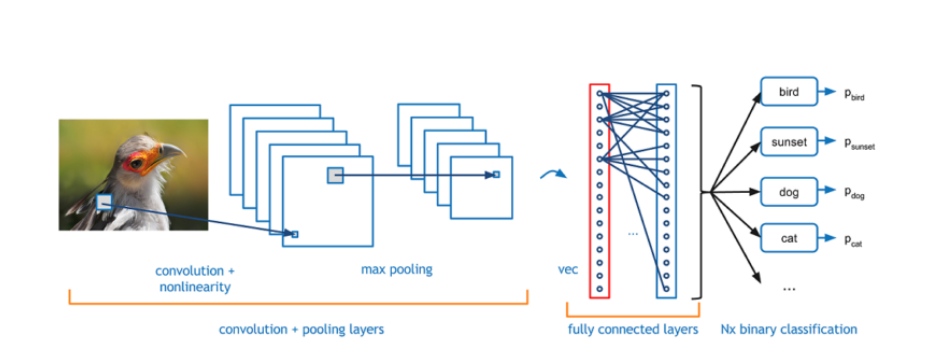 bird
p_bird
sunset
p_sunset
dog
p_dog
cat
p_cat
...
...
convolution +
nonlinearity
max pooling
vec
convolution + pooling layers
fully connected layers
Nx binary classification